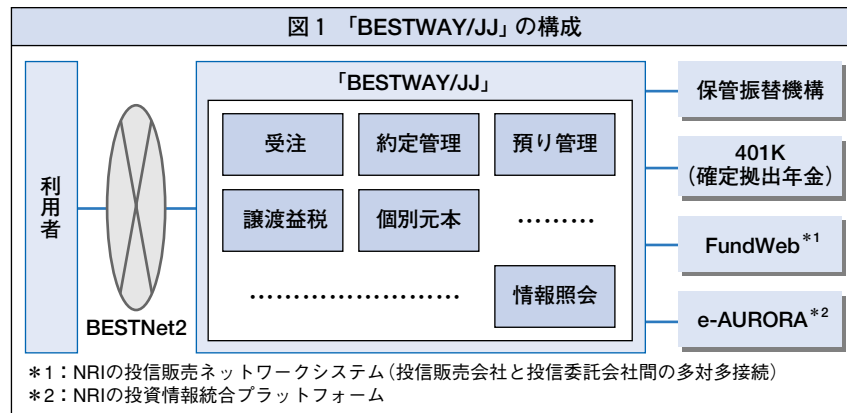 図1 「BESTWAY/JJ」の構成
利用者
BESTNet2
「BESTWAY/JJ」
受注
約定管理
預り管理
譲渡益税
個別元本
………
……………………
情報照会
保管振替機構
401K
（確定拠出年金）
FundWeb*1
e-AURORA*2
*1：NRIの投信販売ネットワークシステム（投信販売会社と投信委託会社間の多対多接続）
*2：NRIの投資情報統合プラットフォーム